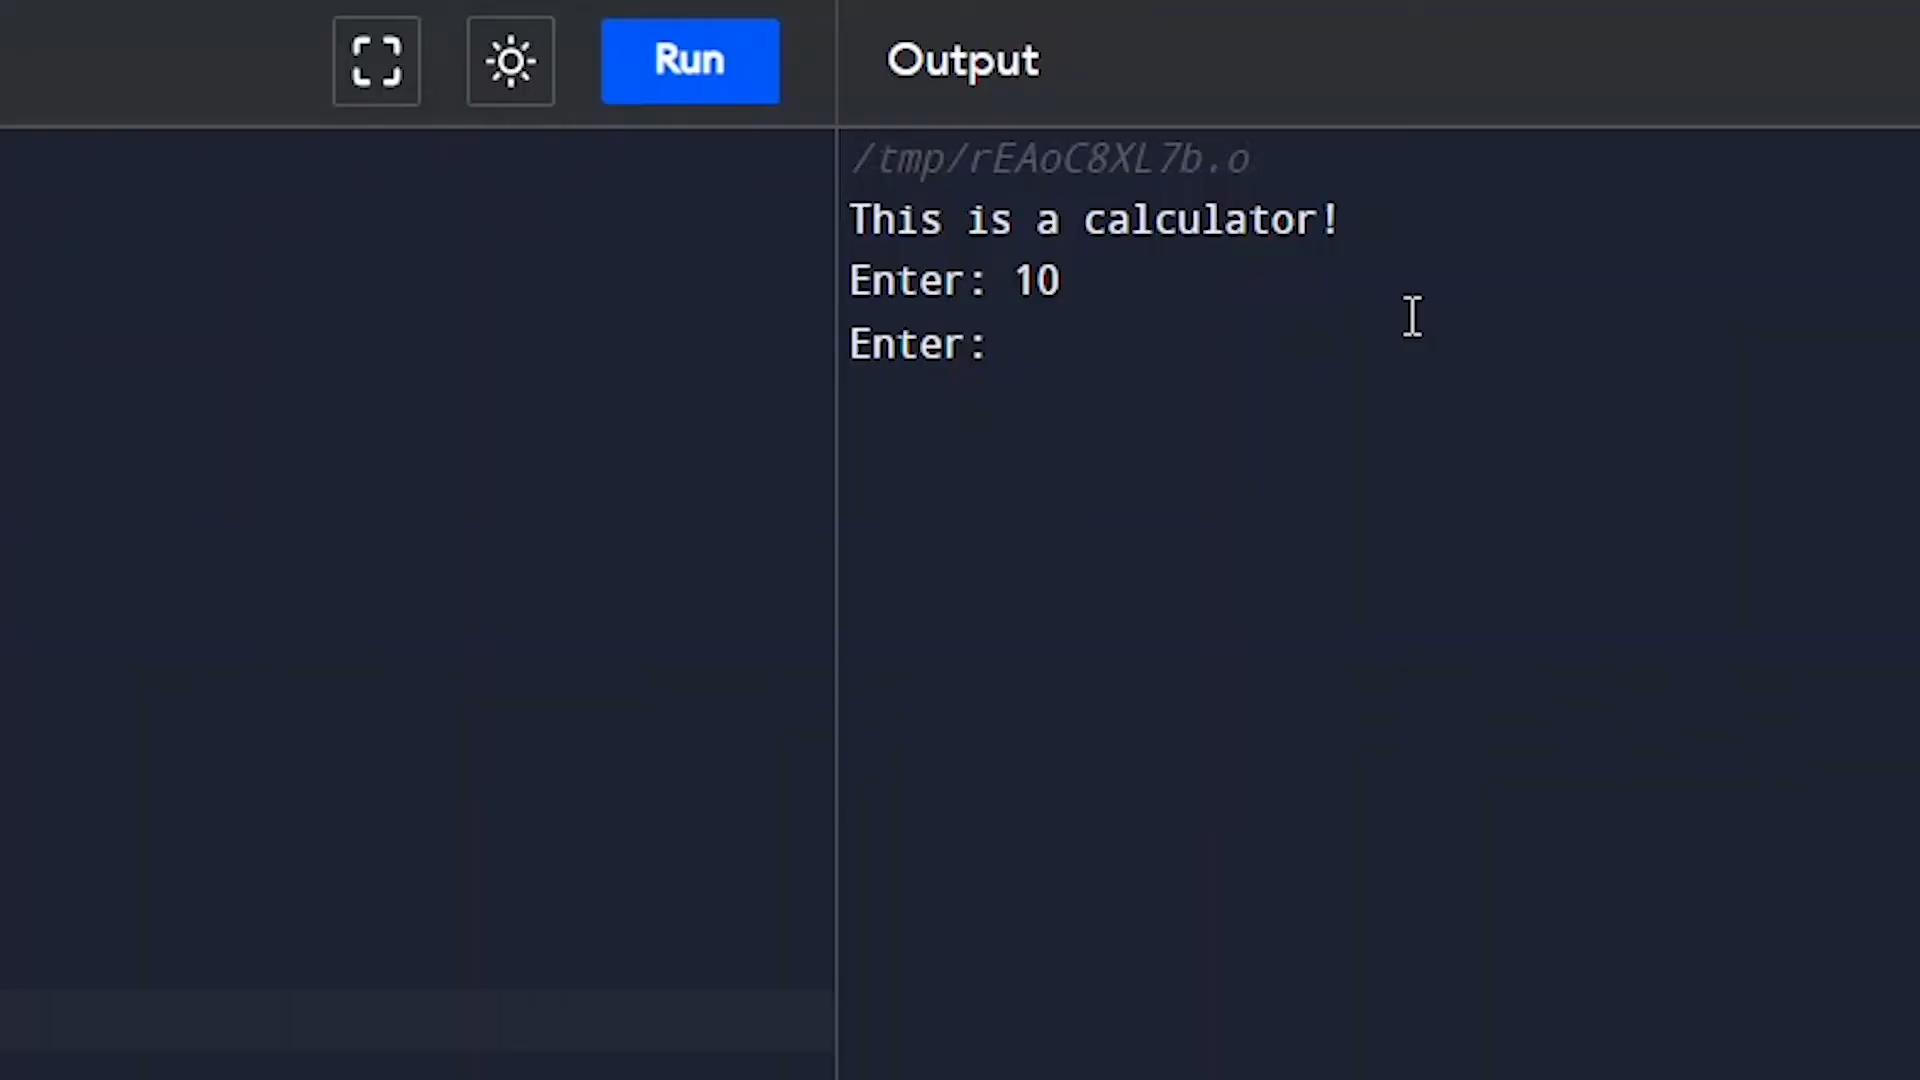 Run
Output
/tmp/rEAoC8XL7b.o
This is a calculator!
Enter: 10
Enter: